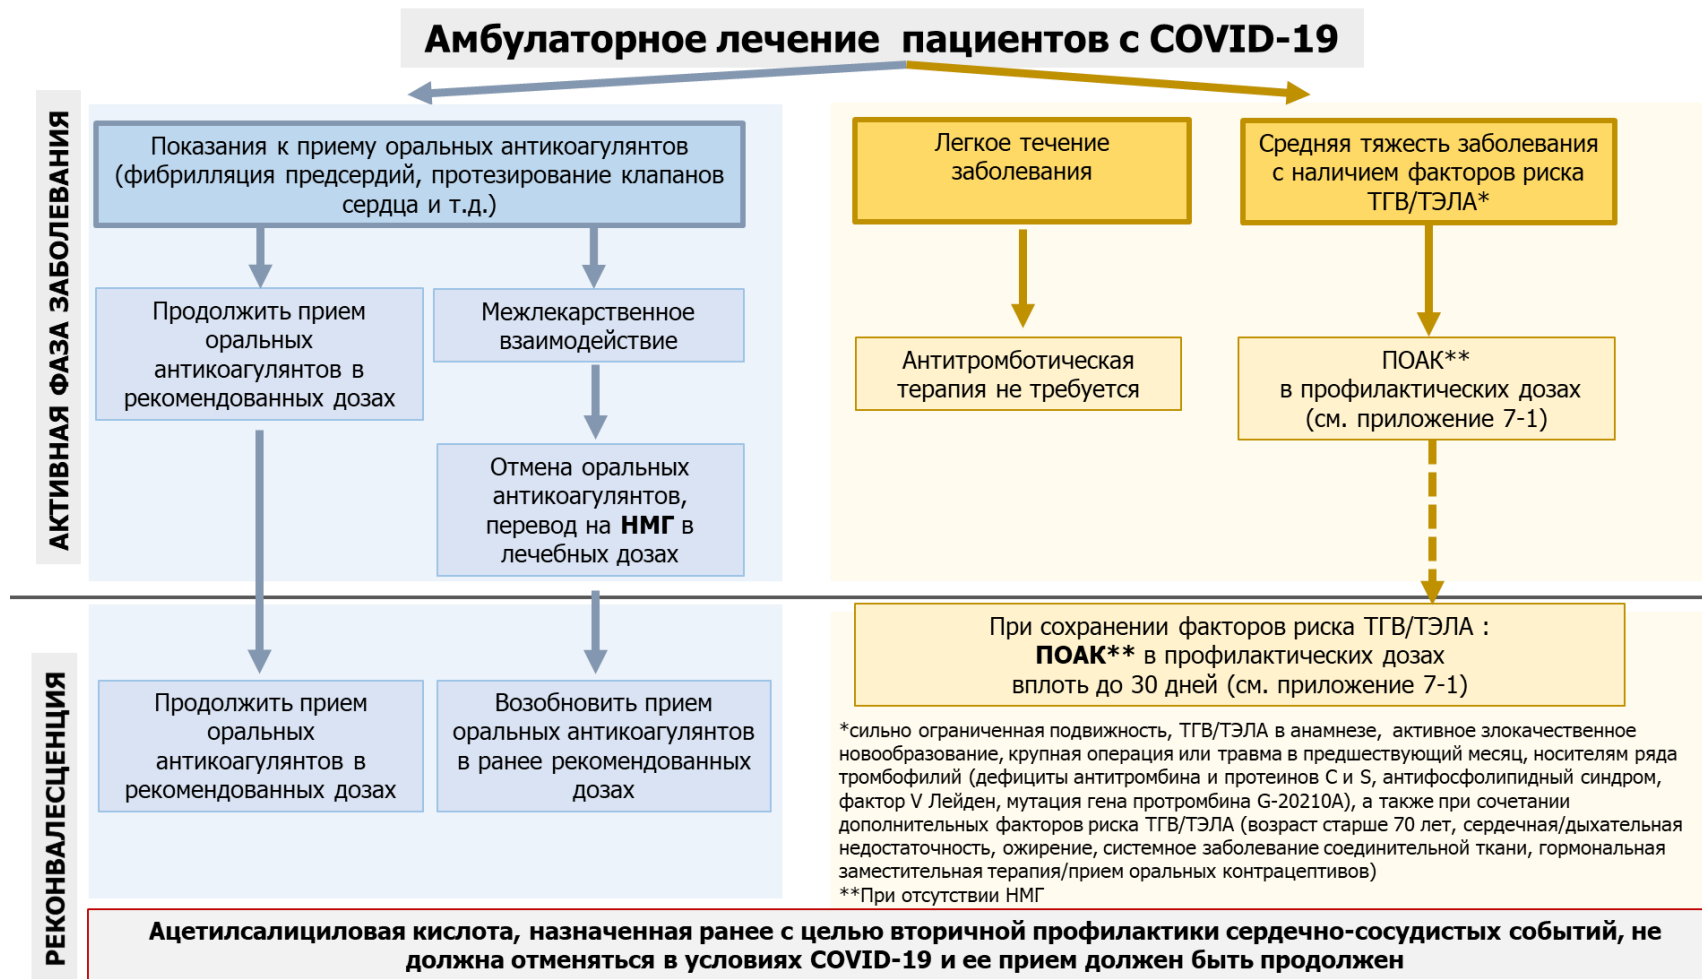 Амбулаторное лечение пациентов с COVID-19
АКТИВНАЯ ФАЗА ЗАБОЛЕВАНИЯ
Показания к приему оральных антикоагулянтов
(фибрилляция предсердий, протезирование клапанов
сердца и т.д.)
Продолжить прием
оральных
антикоагулянтов в
рекомендованных дозах
Межлекарственное
взаимодействие
Отмена оральных
антикоагулянтов,
перевод на НМГ в
лечебных дозах
Легкое течение
заболевания
Антитромботическая
терапия не требуется
Средняя тяжесть заболевания
с наличием факторов риска
ТГВ/ТЭЛА*
ПОАК**
в профилактических дозах
(см. приложение 7-1)
РЕКОНВАЛЕСЦЕНЦИЯ
Продолжить прием
оральных
антикоагулянтов в
рекомендованных дозах
Возобновить прием
оральных антикоагулянтов
в ранее рекомендованных
дозах
При сохранении факторов риска ТГВ/ТЭЛА :
ПОАК** в профилактических дозах
вплоть до 30 дней (см. приложение 7-1)
*сильно ограниченная подвижность, ТГВ/ТЭЛА в анамнезе, активное злокачественное
новообразование, крупная операция или травма в предшествующий месяц, носителям ряда
тромбофилий (дефициты антитромбина и протеинов C и S, антифосфолипидный синдром,
фактор V Лейден, мутация гена протромбина G-20210A), а также при сочетании
дополнительных факторов риска ТГВ/ТЭЛА (возраст старше 70 лет, сердечная/дыхательная
недостаточность, ожирение, системное заболевание соединительной ткани, гормональная
заместительная терапия/прием оральных контрацептивов)
**При отсутствии НМГ
Ацетилсалициловая кислота, назначенная ранее с целью вторичной профилактики сердечно-сосудистых событий, не
должна отменяться в условиях COVID-19 и ее прием должен быть продолжен